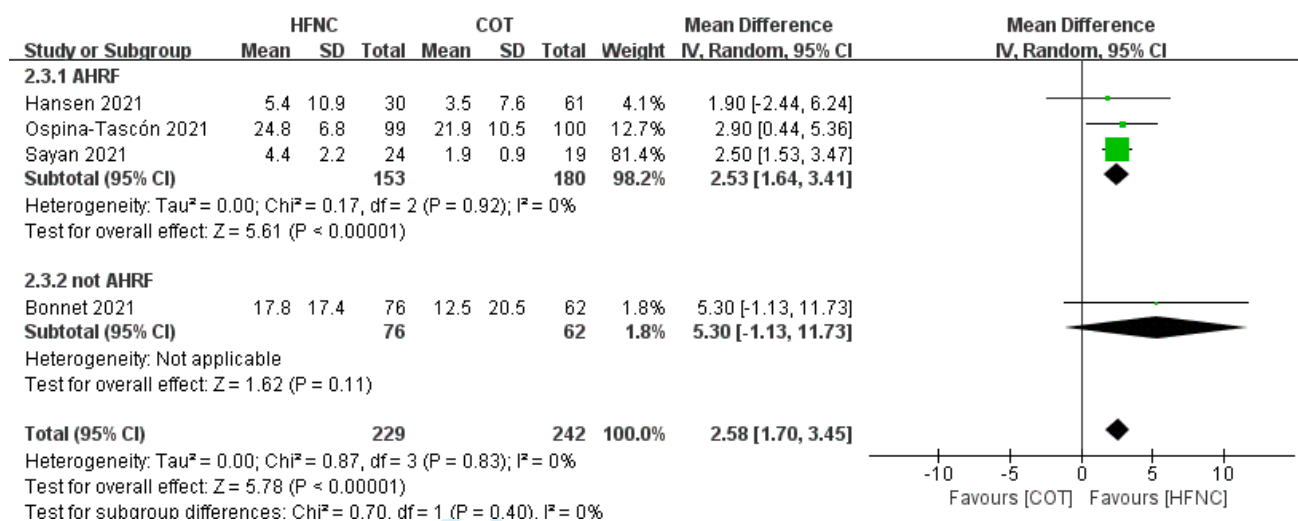 HFNC COT Mean Difference Mean Difference
Study or Subgroup Mean SD Total Mean SD Total Weight IV, Random, 95% CI IV, Random, 95% CI
2.3.1 AHRF
Hansen 2021 5.4 10.9 30 3.5 7.6 61 4.1% 1.90 [-2.44, 6.24]
Ospina-Tascón 2021 24.8 6.8 99 21.9 10.5 100 12.7% 2.90 [0.44, 5.36]
Sayan 2021 4.4 2.2 24 1.9 0.9 19 81.4% 2.50 [1.53, 3.47]
Subtotal (95% CI) 153 180 98.2% 2.53 [1.64, 3.41]
Heterogeneity: Tau² = 0.00; Chi² = 0.17, df = 2 (P = 0.92); I² = 0%
Test for overall effect: Z = 5.61 (P < 0.00001)
2.3.2 not AHRF
Bonnet 2021 17.8 17.4 76 12.5 20.5 62 1.8% 5.30 [-1.13, 11.73]
Subtotal (95% CI) 76 62 1.8% 5.30 [-1.13, 11.73]
Heterogeneity: Not applicable
Test for overall effect: Z = 1.62 (P = 0.11)
Total (95% CI) 229 242 100.0% 2.58 [1.70, 3.45]
Heterogeneity: Tau² = 0.00; Chi² = 0.87, df = 3 (P = 0.83); I² = 0%
Test for overall effect: Z = 5.78 (P < 0.00001)
Test for subgroup differences: Chi² = 0.70, df = 1 (P = 0.40), I² = 0%
-10 -5 0 5 10
Favours [COT] Favours [HFNC]